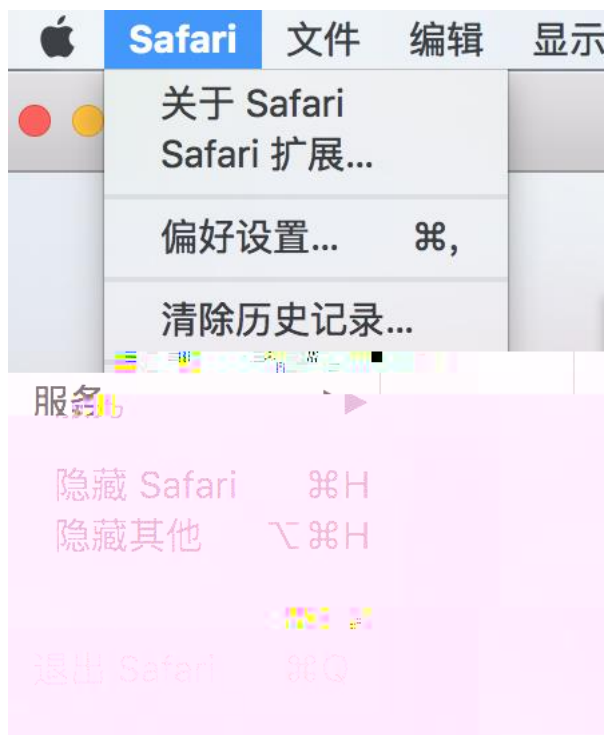 Safari 文件 编辑 显示
关于 Safari
Safari 扩展...
偏好设置... ⌘,
清除历史记录...
服务 ▶
隐藏 Safari ⌘H
隐藏其他 ⌥⌘H
退出 Safari ⌘Q